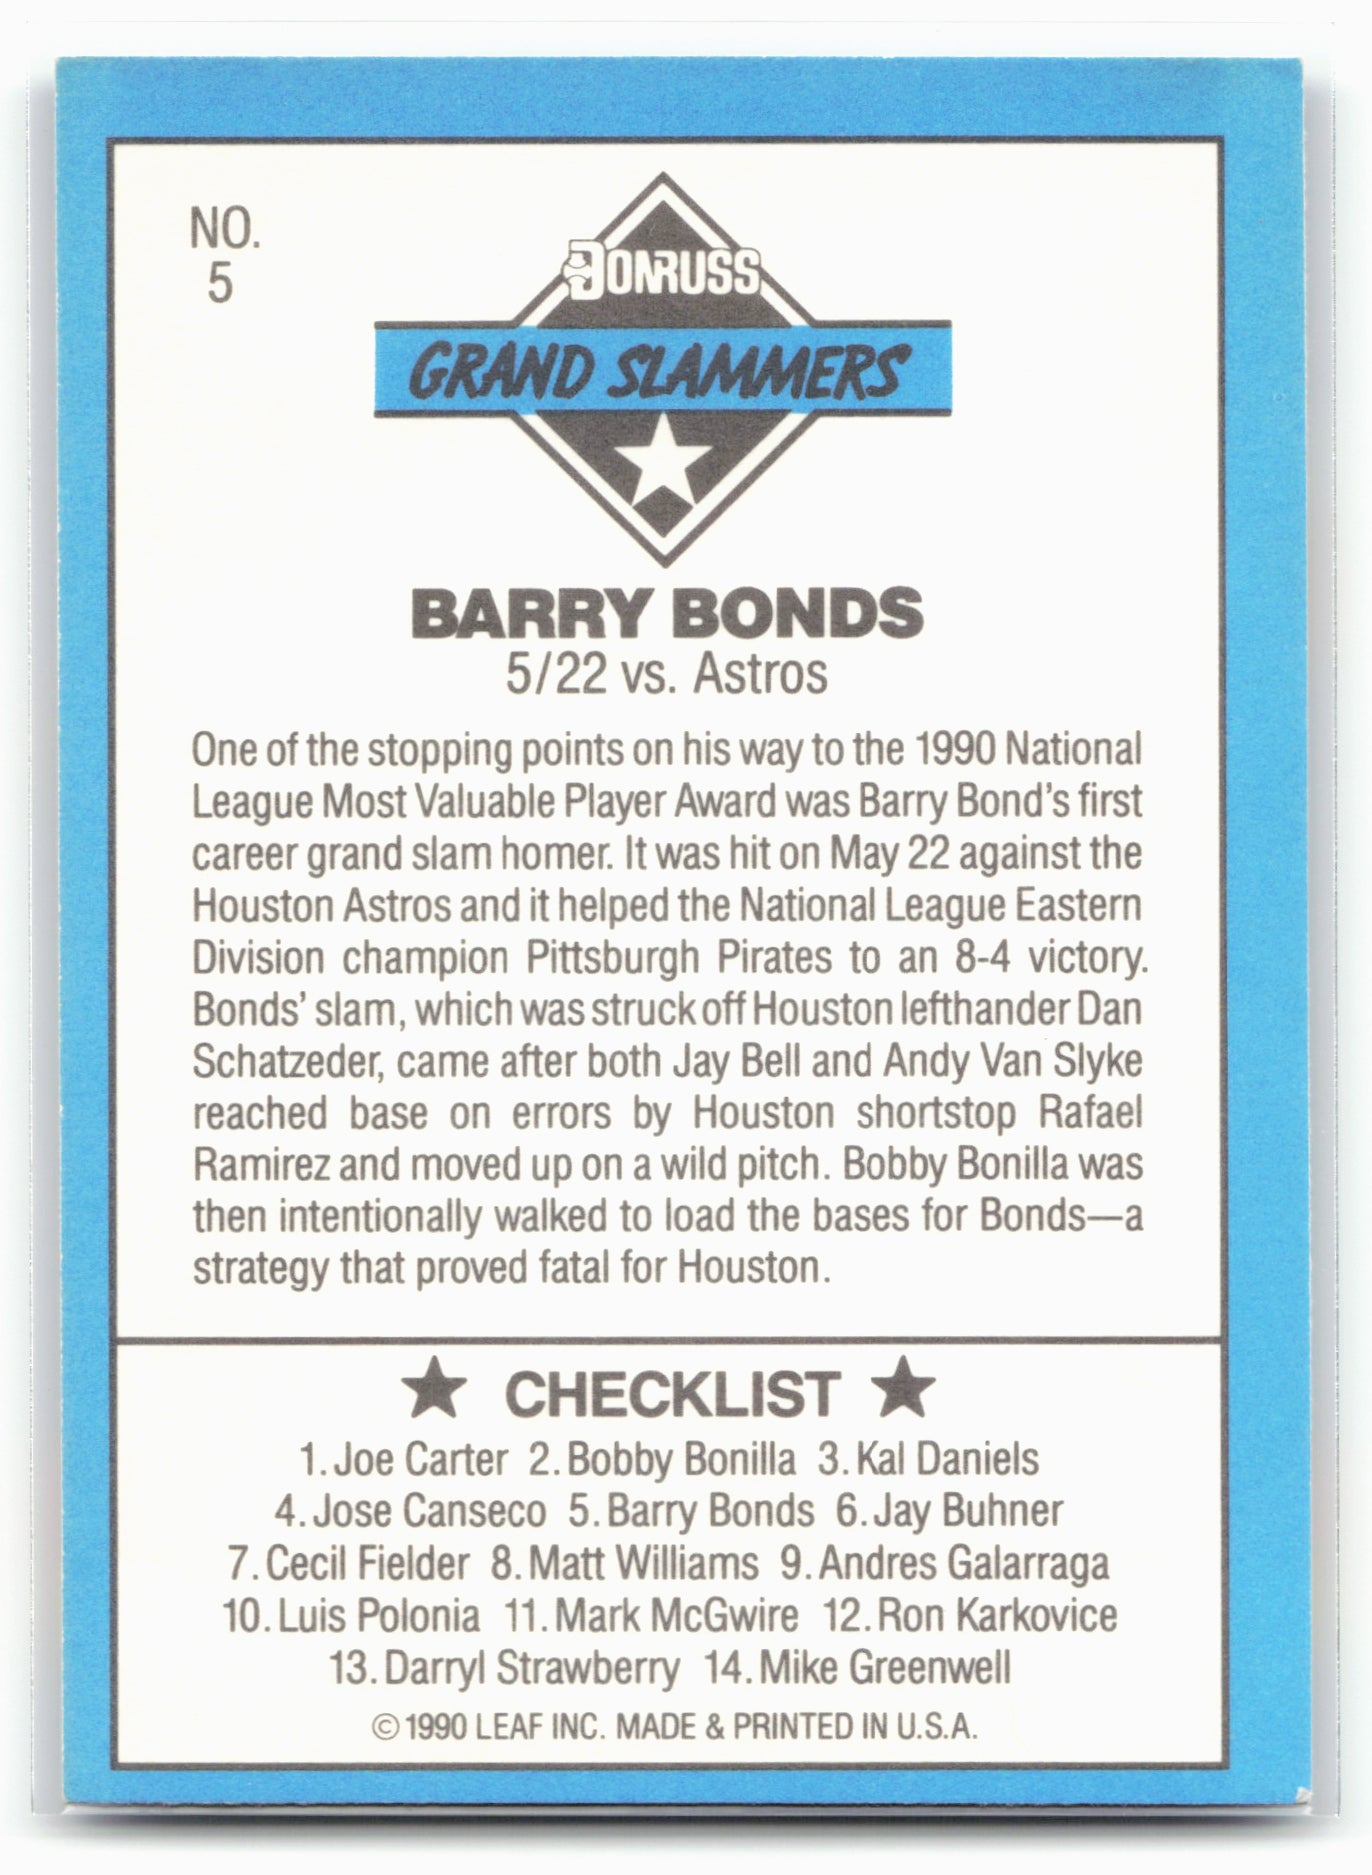 NO.
5
DONRUSS
GRAND SLAMMERS
BARRY BONDS
5/22 vs. Astros
One of the stopping points on his way to the 1990 National
League Most Valuable Player Award was Barry Bond's first
career grand slam homer. It was hit on May 22 against the
Houston Astros and it helped the National League Eastern
Division champion Pittsburgh Pirates to an 8-4 victory.
Bonds' slam, which was struck off Houston lefthander Dan
Schatzeder, came after both Jay Bell and Andy Van Slyke
reached base on errors by Houston shortstop Rafael
Ramirez and moved up on a wild pitch. Bobby Bonilla was
then intentionally walked to load the bases for Bonds—a
strategy that proved fatal for Houston.
★ CHECKLIST ★
1. Joe Carter 2. Bobby Bonilla 3. Kal Daniels
4. Jose Canseco 5. Barry Bonds 6. Jay Buhner
7. Cecil Fielder 8. Matt Williams 9. Andres Galarraga
10. Luis Polonia 11. Mark McGwire 12. Ron Karkovice
13. Darryl Strawberry 14. Mike Greenwell
© 1990 LEAF INC. MADE & PRINTED IN U.S.A.